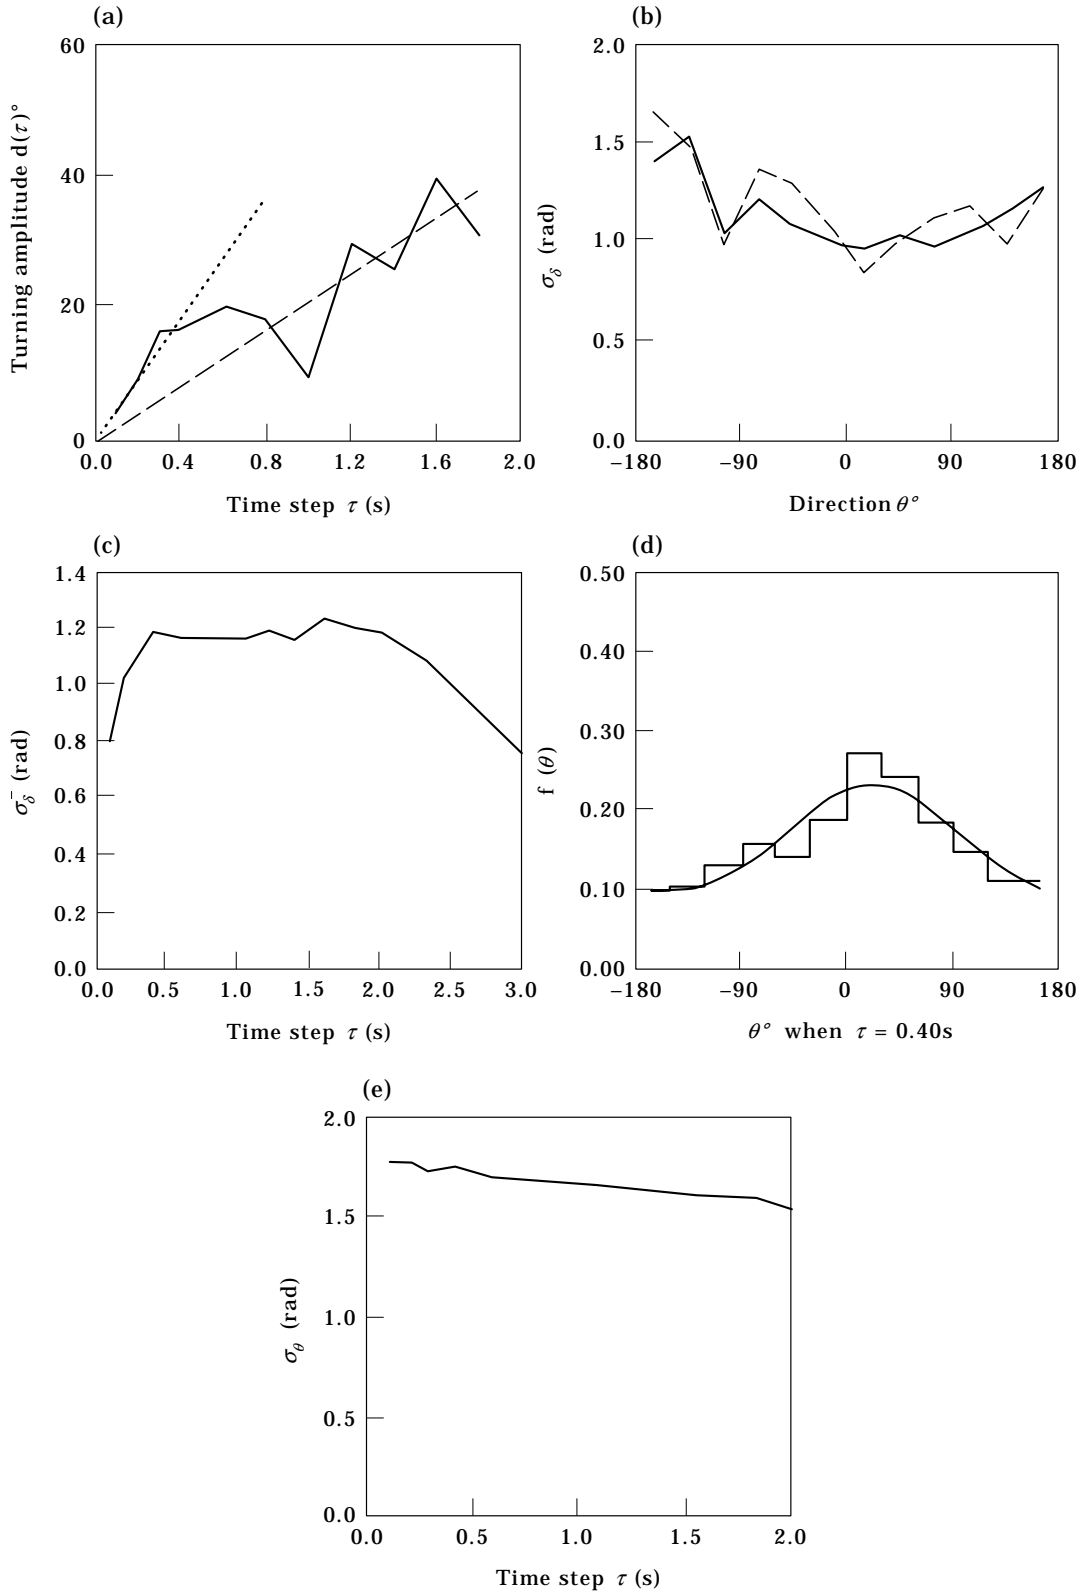 (a)
60
40
20
0
0.0 0.4 0.8 1.2 1.6 2.0
Turning amplitude d(τ)°
Time step τ (s)
(b)
2.0
1.5
1.0
0.5
0.0
−180 −90 0 90 180
σδ (rad)
Direction θ°
(c)
1.4
1.2
1.0
0.8
0.6
0.4
0.2
0.0
0.0 0.5 1.0 1.5 2.0 2.5 3.0
σδ̄ (rad)
Time step τ (s)
(d)
0.50
0.40
0.30
0.20
0.10
0.00
−180 −90 0 90 180
f (θ)
θ° when τ = 0.40s
(e)
2.0
1.5
1.0
0.5
0.0
0.0 0.5 1.0 1.5 2.0
σθ (rad)
Time step τ (s)